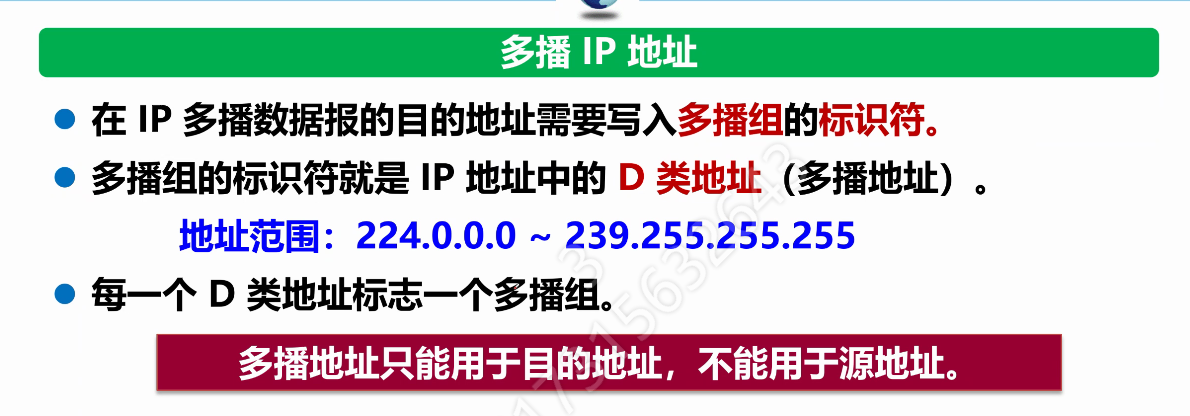 多播 IP 地址
在 IP 多播数据报的目的地址需要写入多播组的标识符。
多播组的标识符就是 IP 地址中的 D 类地址（多播地址）。
地址范围：224.0.0.0 ~ 239.255.255.255
每一个 D 类地址标志一个多播组。
多播地址只能用于目的地址，不能用于源地址。